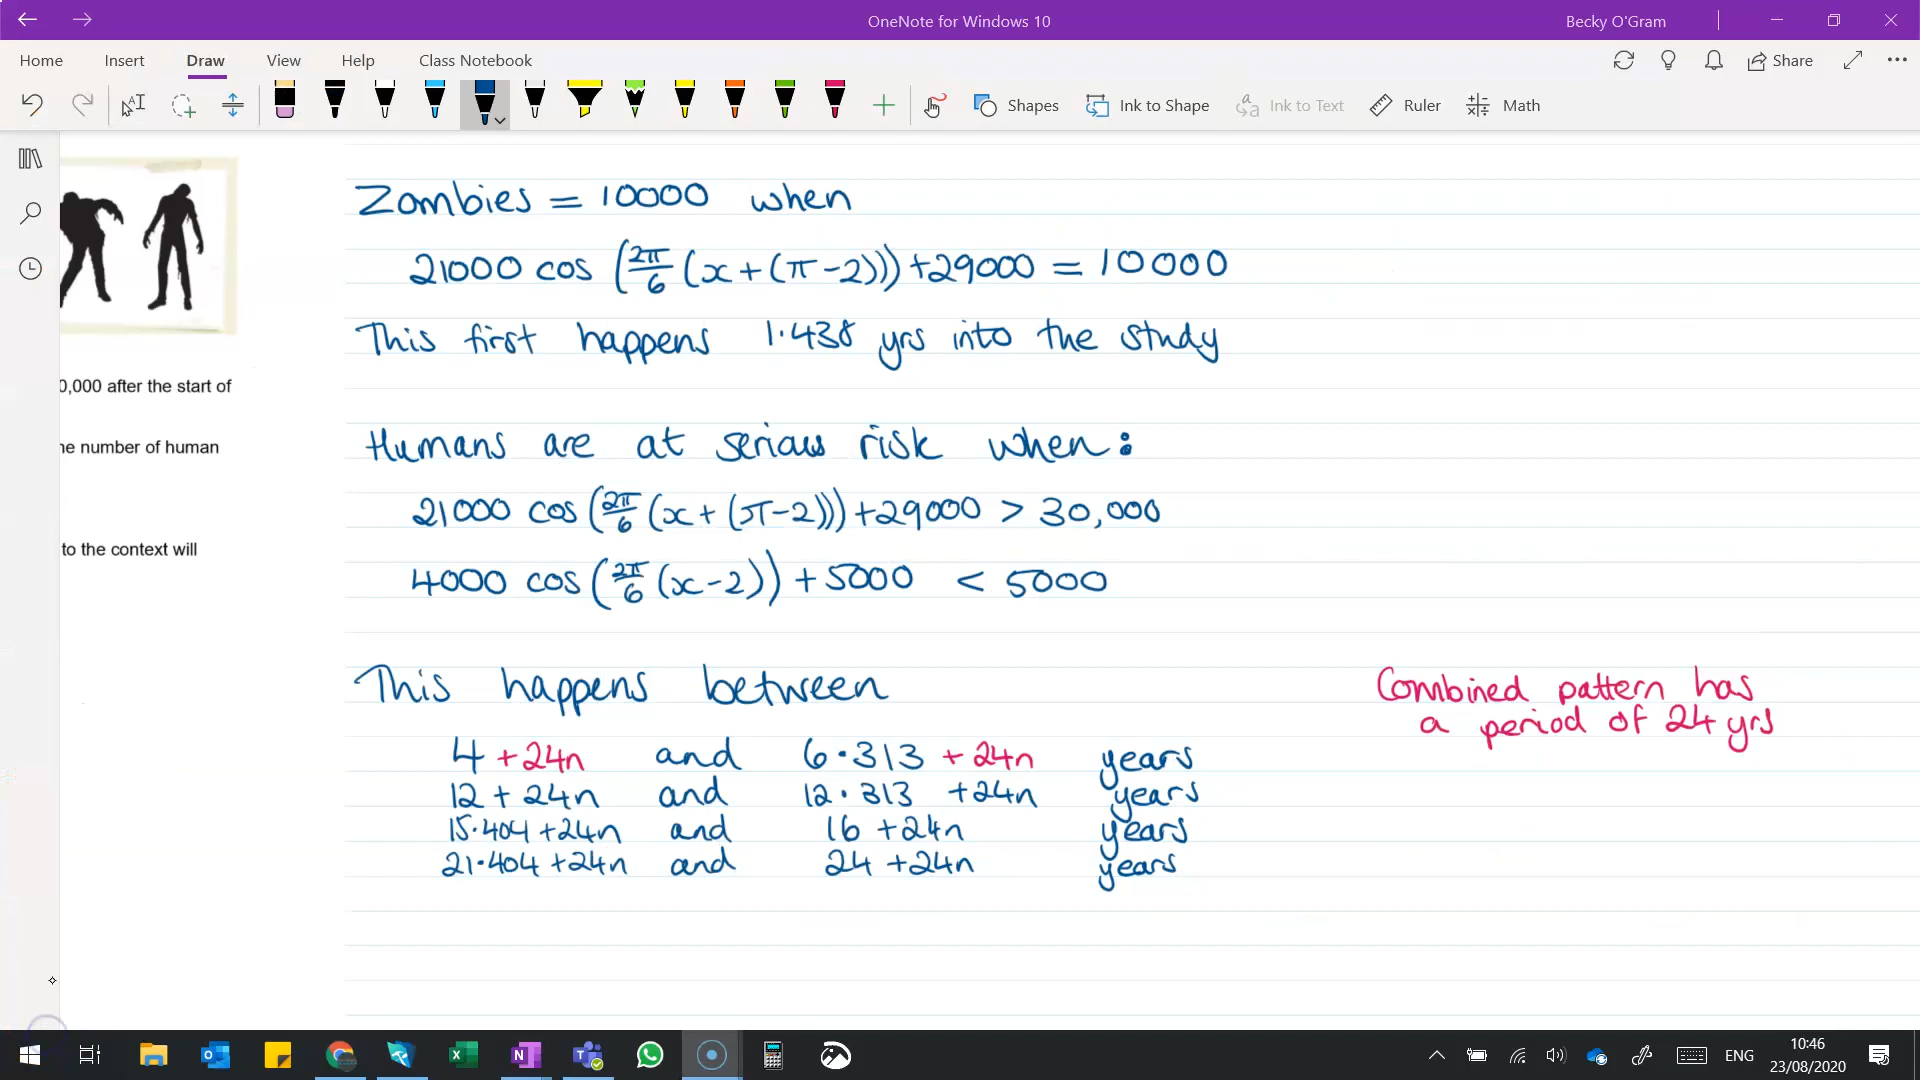 OneNote for Windows 10
Becky O'Gram
Home Insert Draw View Help Class Notebook
Share
Shapes Ink to Shape Ink to Text Ruler Math
Zombies = 10000 when
21000 cos (2π/6 (x+(π-2))) +29000 = 10000
This first happens 1.438 yrs into the study
0,000 after the start of
Humans are at serious risk when:
he number of human
21000 cos (2π/6 (x+(π-2))) +29000 > 30,000
to the context will
4000 cos (2π/6 (x-2)) + 5000 < 5000
This happens between
Combined pattern has
a period of 24 yrs
4 +24n and 6.313 +24n years
12 + 24n and 12.313 +24n years
15.404 +24n and 16 +24n years
21.404 +24n and 24 +24n years
ENG
10:46
23/08/2020